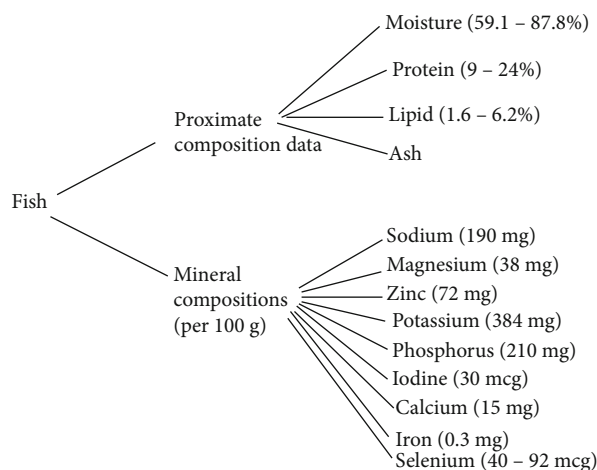 Fish
Proximate
composition data
Moisture (59.1 – 87.8%)
Protein (9 – 24%)
Lipid (1.6 – 6.2%)
Ash
Mineral
compositions
(per 100 g)
Sodium (190 mg)
Magnesium (38 mg)
Zinc (72 mg)
Potassium (384 mg)
Phosphorus (210 mg)
Iodine (30 mcg)
Calcium (15 mg)
Iron (0.3 mg)
Selenium (40 – 92 mcg)